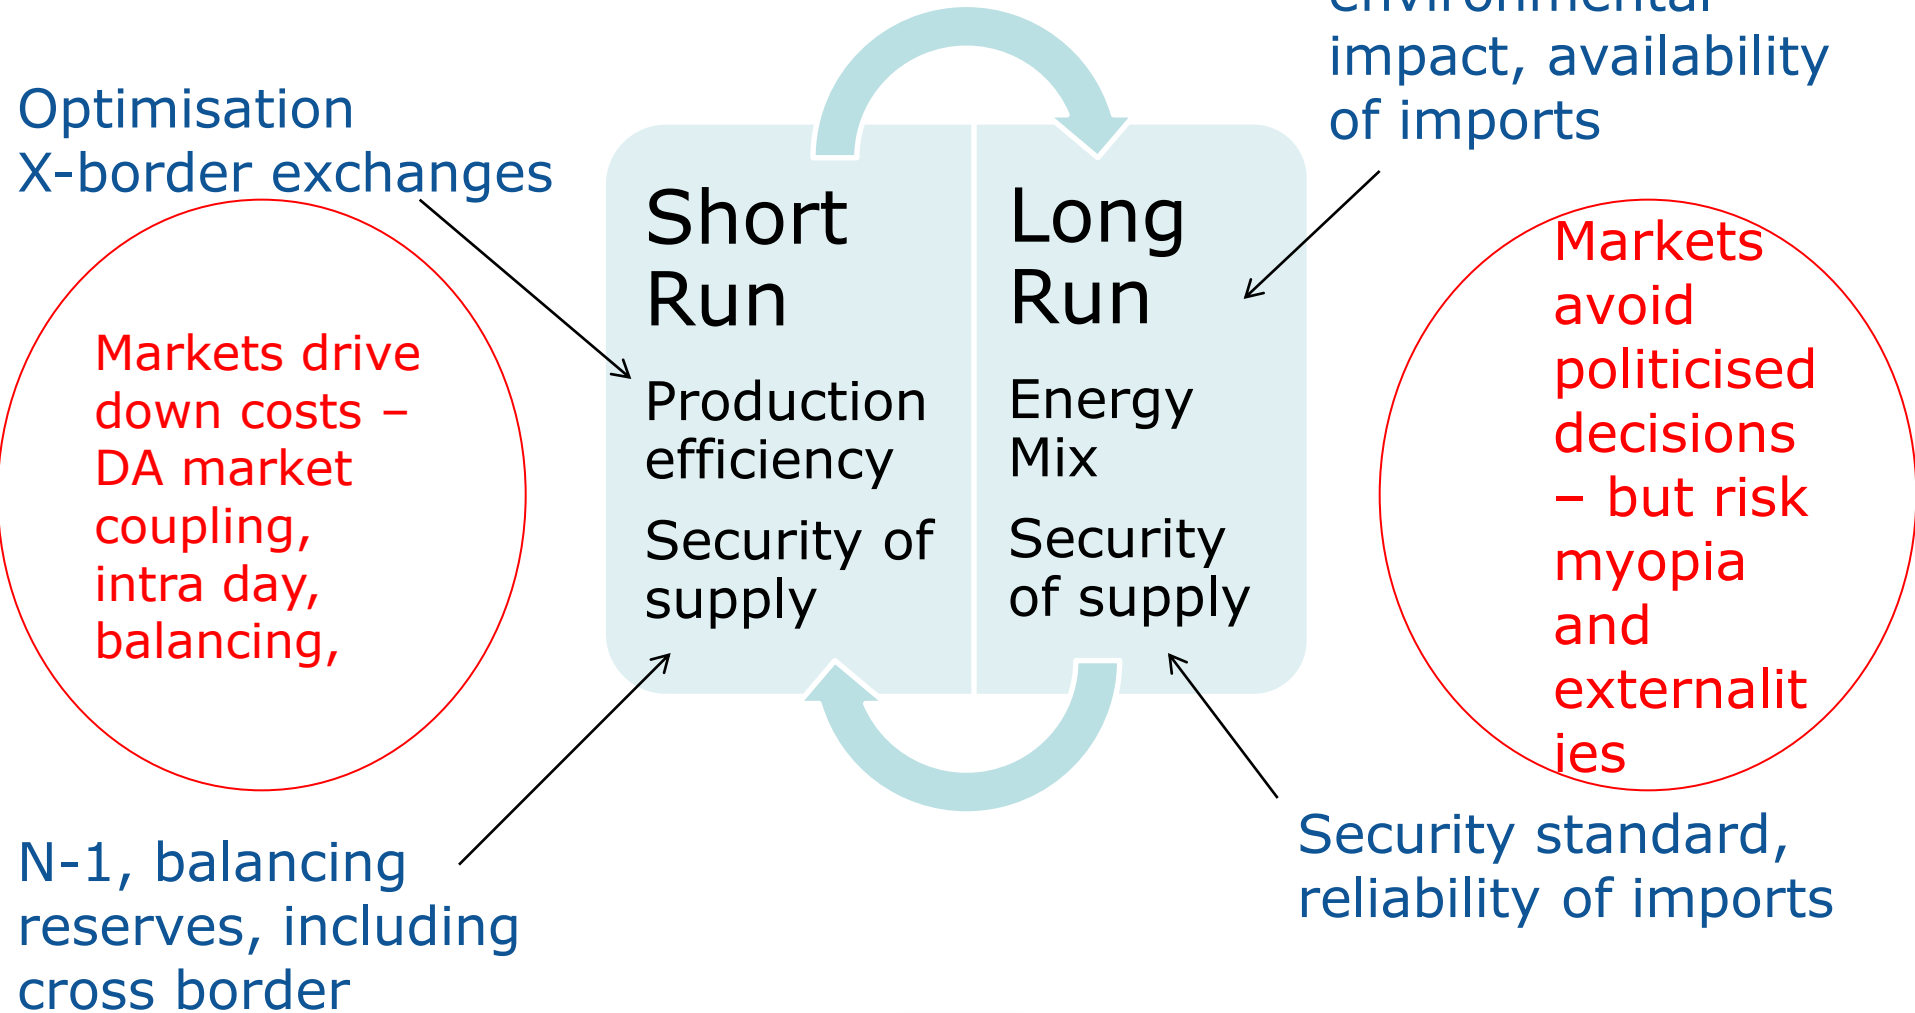 Optimisation
X-border exchanges
Markets drive
down costs –
DA market
coupling,
intra day,
balancing,
N-1, balancing
reserves, including
cross border
Short
Run
Production
efficiency
Security of
supply
Long
Run
Energy
Mix
Security
of supply
environmental
impact, availability
of imports
Markets
avoid
politicised
decisions
– but risk
myopia
and
externalit
ies
Security standard,
reliability of imports